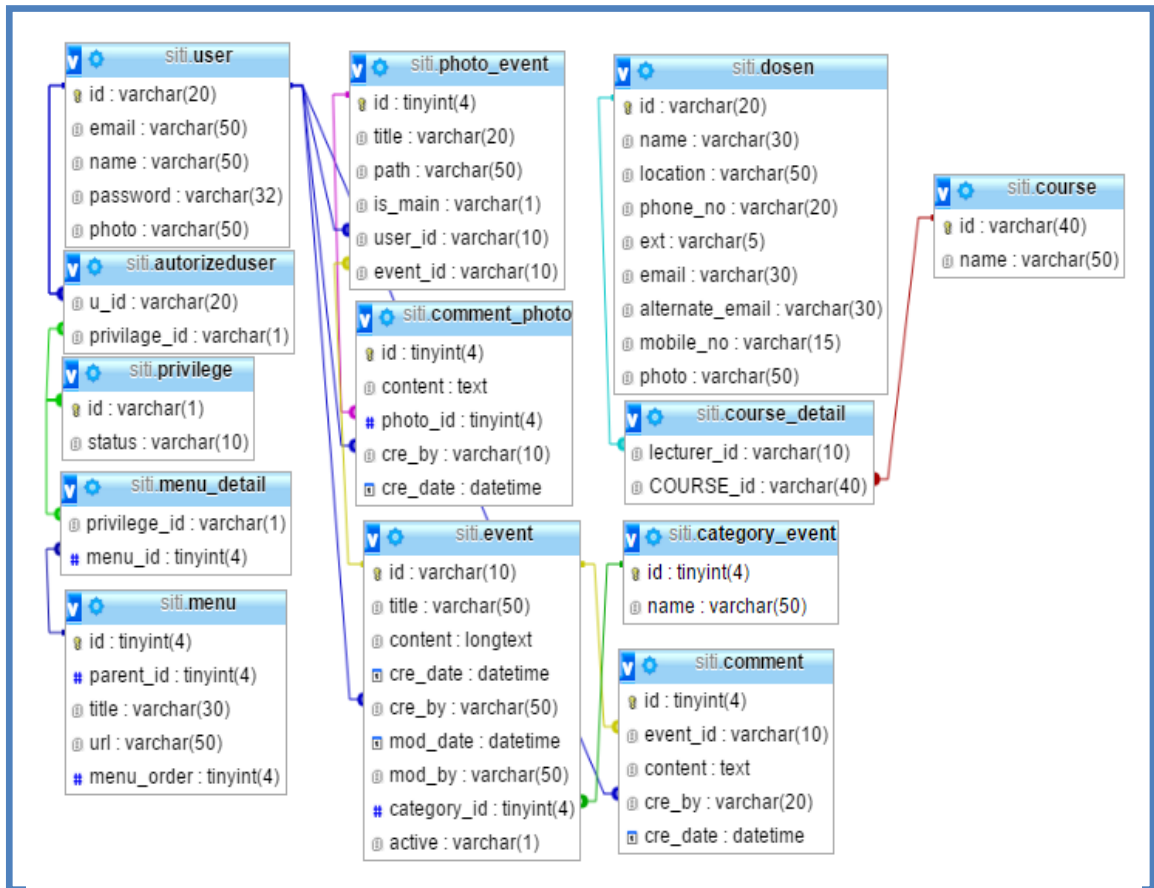 siti.user
id : varchar(20)
email : varchar(50)
name : varchar(50)
password : varchar(32)
photo : varchar(50)
siti.autorizeduser
u_id : varchar(20)
privilage_id : varchar(1)
siti.privilege
id : varchar(1)
status : varchar(10)
siti.menu_detail
privilege_id : varchar(1)
# menu_id : tinyint(4)
siti.menu
id : tinyint(4)
# parent_id : tinyint(4)
title : varchar(30)
url : varchar(50)
# menu_order : tinyint(4)
siti.photo_event
id : tinyint(4)
title : varchar(20)
path : varchar(50)
is_main : varchar(1)
user_id : varchar(10)
event_id : varchar(10)
siti.comment_photo
id : tinyint(4)
content : text
# photo_id : tinyint(4)
cre_by : varchar(10)
cre_date : datetime
siti.event
id : varchar(10)
title : varchar(50)
content : longtext
cre_date : datetime
cre_by : varchar(50)
mod_date : datetime
mod_by : varchar(50)
# category_id : tinyint(4)
active : varchar(1)
siti.dosen
id : varchar(20)
name : varchar(30)
location : varchar(50)
phone_no : varchar(20)
ext : varchar(5)
email : varchar(30)
alternate_email : varchar(30)
mobile_no : varchar(15)
photo : varchar(50)
siti.course_detail
lecturer_id : varchar(10)
COURSE_id : varchar(40)
siti.category_event
id : tinyint(4)
name : varchar(50)
siti.comment
id : tinyint(4)
event_id : varchar(10)
content : text
cre_by : varchar(20)
cre_date : datetime
siti.course
id : varchar(40)
name : varchar(50)